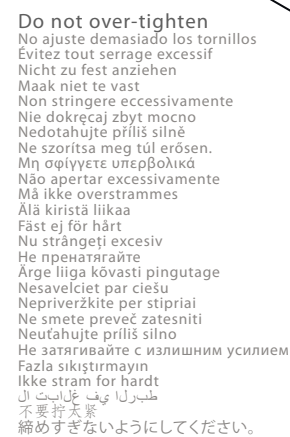 Do not over-tighten
No ajuste demasiado los tornillos
Évitez tout serrage excessif
Nicht zu fest anziehen
Maak niet te vast
Non stringere eccessivamente
Nie dokręcaj zbyt mocno
Nedotahujte příliš silně
Ne szorítsa meg túl erősen.
Μη σφίγγετε υπερβολικά
Não apertar excessivamente
Må ikke overstrammes
Älä kiristä liikaa
Fäst ej för hårt
Nu strângeți excesiv
Не пренатягайте
Ärge liiga kõvasti pingutage
Nesavelciet par ciešu
Nepriveržkite per stipriai
Ne smete preveč zatesniti
Neuťahujte príliš silno
Не затягивайте с излишним усилием
Fazla sıkıştırmayın
Ikke stram for hardt
طبرلا يف غلابت ال
不要拧太紧
締めすぎないようにしてください。